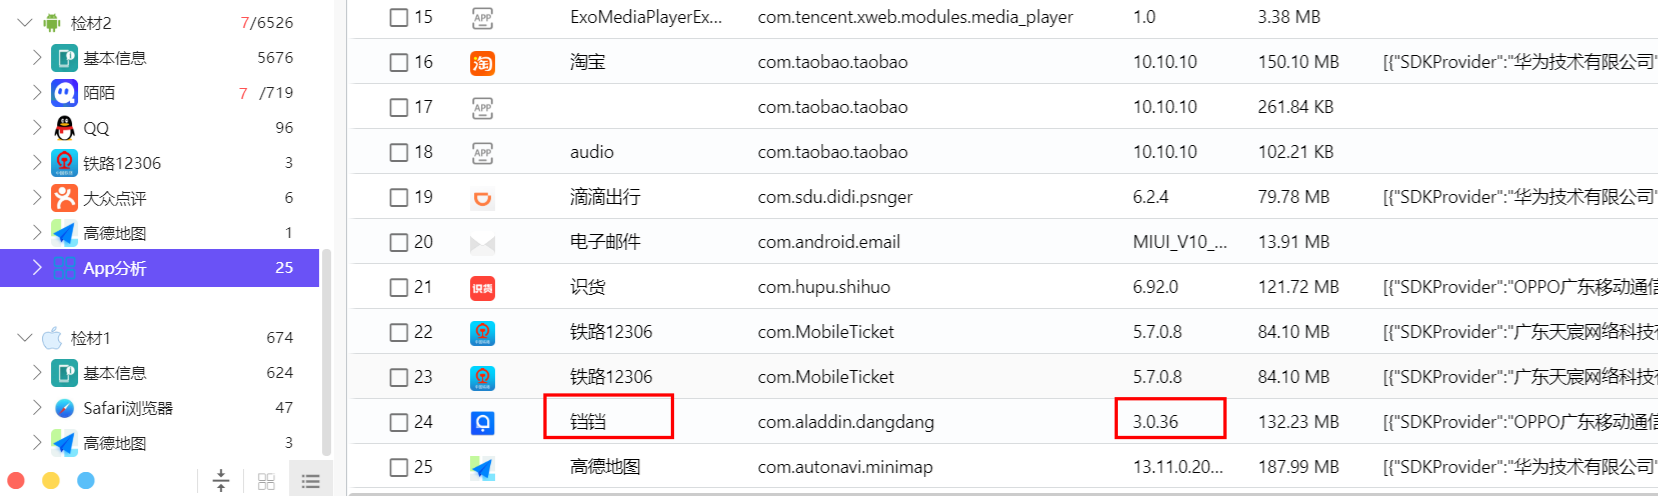 检材2 7/6526
基本信息 5676
陌陌 7 /719
QQ 96
铁路12306 3
大众点评 6
高德地图 1
App分析 25
检材1 674
基本信息 624
Safari浏览器 47
高德地图 3
15 APP ExoMediaPlayerEx... com.tencent.xweb.modules.media_player 1.0 3.38 MB
16 淘 淘宝 com.taobao.taobao 10.10.10 150.10 MB [{"SDKProvider":"华为技术有限公司"
17 APP com.taobao.taobao 10.10.10 261.84 KB
18 APP audio com.taobao.taobao 10.10.10 102.21 KB
19 滴滴出行 com.sdu.didi.psnger 6.2.4 79.78 MB [{"SDKProvider":"华为技术有限公司"
20 电子邮件 com.android.email MIUI_V10_... 13.91 MB
21 识货 识货 com.hupu.shihuo 6.92.0 121.72 MB [{"SDKProvider":"OPPO广东移动通信
22 铁路12306 com.MobileTicket 5.7.0.8 84.10 MB [{"SDKProvider":"广东天宸网络科技有
23 铁路12306 com.MobileTicket 5.7.0.8 84.10 MB [{"SDKProvider":"广东天宸网络科技有
24 铛铛 com.aladdin.dangdang 3.0.36 132.23 MB [{"SDKProvider":"OPPO广东移动通信
25 高德地图 com.autonavi.minimap 13.11.0.20... 187.99 MB [{"SDKProvider":"华为技术有限公司"